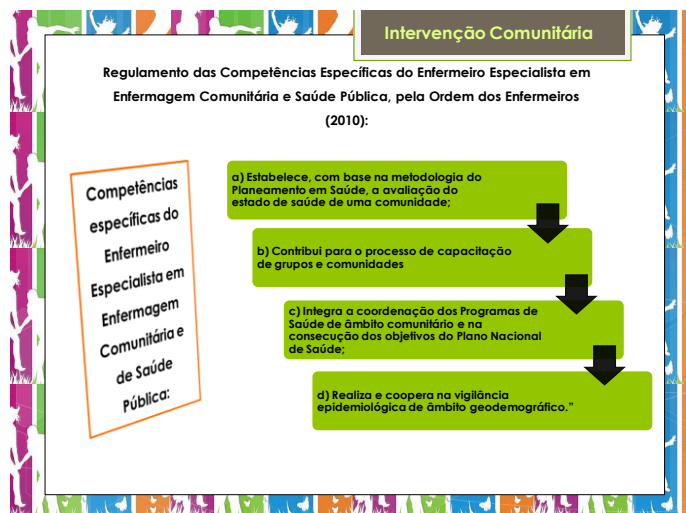 Intervenção Comunitária
Regulamento das Competências Específicas do Enfermeiro Especialista em
Enfermagem Comunitária e Saúde Pública, pela Ordem dos Enfermeiros
(2010):
Competências
específicas do
Enfermeiro
Especialista em
Enfermagem
Comunitária e
de Saúde
Pública:
a) Estabelece, com base na metodologia do
Planeamento em Saúde, a avaliação do
estado de saúde de uma comunidade;
b) Contribui para o processo de capacitação
de grupos e comunidades
c) Integra a coordenação dos Programas de
Saúde de âmbito comunitário e na
consecução dos objetivos do Plano Nacional
de Saúde;
d) Realiza e coopera na vigilância
epidemiológica de âmbito geodemográfico.”